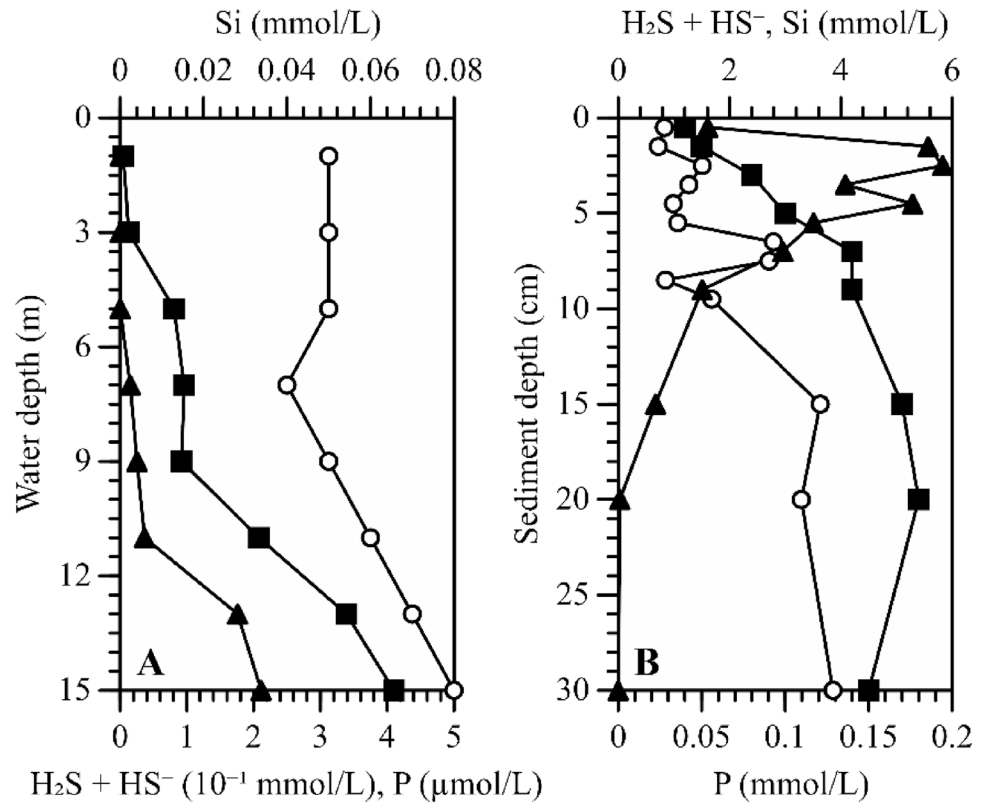 Si (mmol/L)
0 0.02 0.04 0.06 0.08
0
3
6
9
12
15
Water depth (m)
A
0 1 2 3 4 5
H₂S + HS⁻ (10⁻¹ mmol/L), P (μmol/L)
H₂S + HS⁻, Si (mmol/L)
0 2 4 6
0
5
10
15
20
25
30
Sediment depth (cm)
B
0 0.05 0.1 0.15 0.2
P (mmol/L)